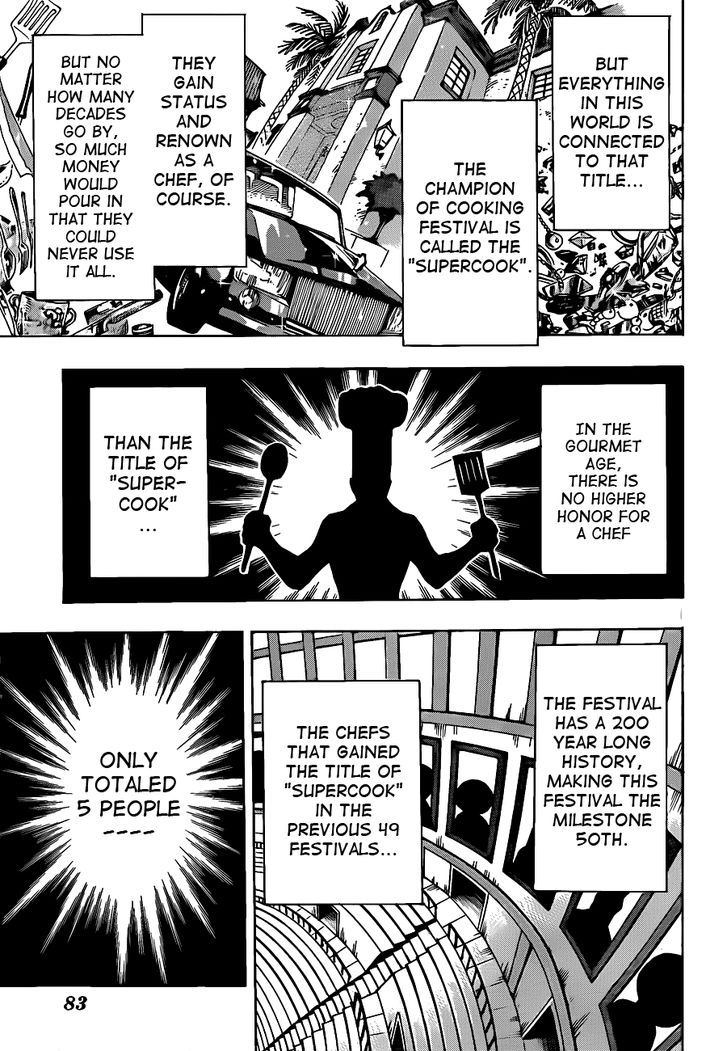 BUT
EVERYTHING
IN THIS
WORLD IS
CONNECTED
TO THAT
TITLE...
THE
CHAMPION
OF COOKING
FESTIVAL IS
CALLED THE
"SUPERCOOK".
THEY
GAIN
STATUS
AND
RENOWN
AS A
CHEF, OF
COURSE.
BUT NO
MATTER
HOW MANY
DECADES
GO BY,
SO MUCH
MONEY
WOULD
POUR IN
THAT THEY
COULD
NEVER USE
IT ALL.
IN THE
GOURMET
AGE,
THERE IS
NO HIGHER
HONOR FOR
A CHEF
THAN THE
TITLE OF
"SUPER-
COOK"
...
THE FESTIVAL
HAS A 200
YEAR LONG
HISTORY,
MAKING THIS
FESTIVAL THE
MILESTONE
50TH.
THE CHEFS
THAT GAINED
THE TITLE OF
"SUPERCOOK"
IN THE
PREVIOUS 49
FESTIVALS...
ONLY
TOTALED
5 PEOPLE
----
83